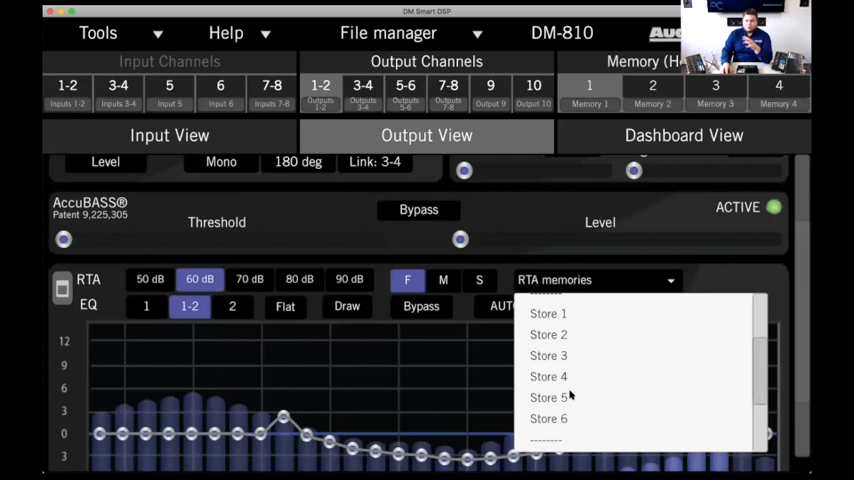 DM Smart DSP
Tools Help File manager DM-810
Input Channels Output Channels
1-2 3-4 5 6 7-8 1-2 3-4 5-6 7-8 9 10 1 2 3 4
Inputs 1-2 Inputs 3-4 Input 5 Input 6 Inputs 7-8 Outputs 1-2 Outputs 3-4 Outputs 5-6 Outputs 7-8 Output 9 Output 10 Memory 1 Memory 2 Memory 3 Memory 4
Input View Output View Dashboard View
Level Mono 180 deg Link: 3-4
AccuBASS®
Patent 9,225,305
Threshold Bypass Level ACTIVE
RTA 50 dB 60 dB 70 dB 80 dB 90 dB F M S RTA memories
EQ 1 1-2 2 Flat Draw Bypass
--------
Store 1
Store 2
Store 3
Store 4
Store 5
Store 6
--------
12
9
6
3
0
3